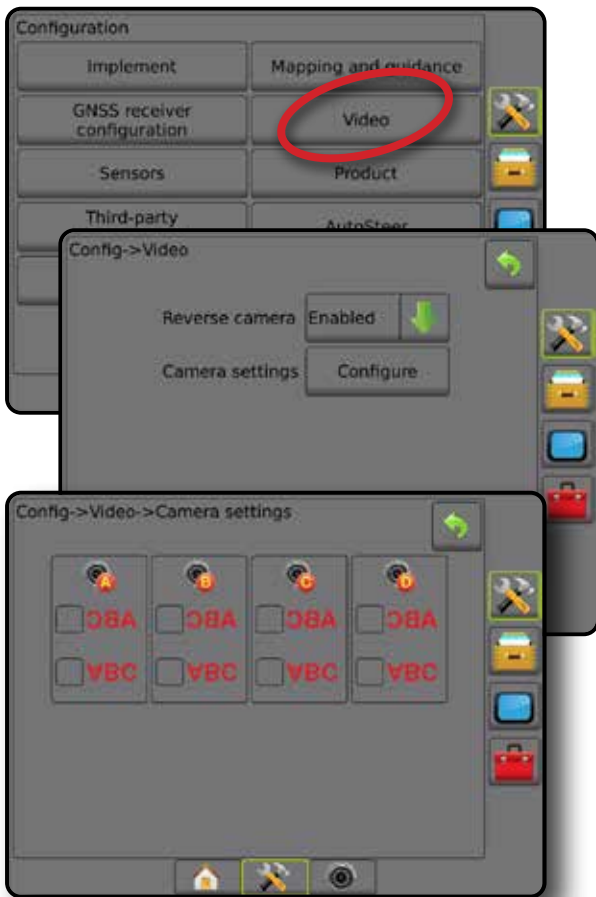 Configuration
Implement
Mapping and guidance
GNSS receiver
configuration
Video
Sensors
Product
Third-party
AutoSteer
Config->Video
Reverse camera
Enabled
Camera settings
Configure
Config->Video->Camera settings
A
B
C
D
ABC
ABC
ABC
ABC
ABC
ABC
ABC
ABC